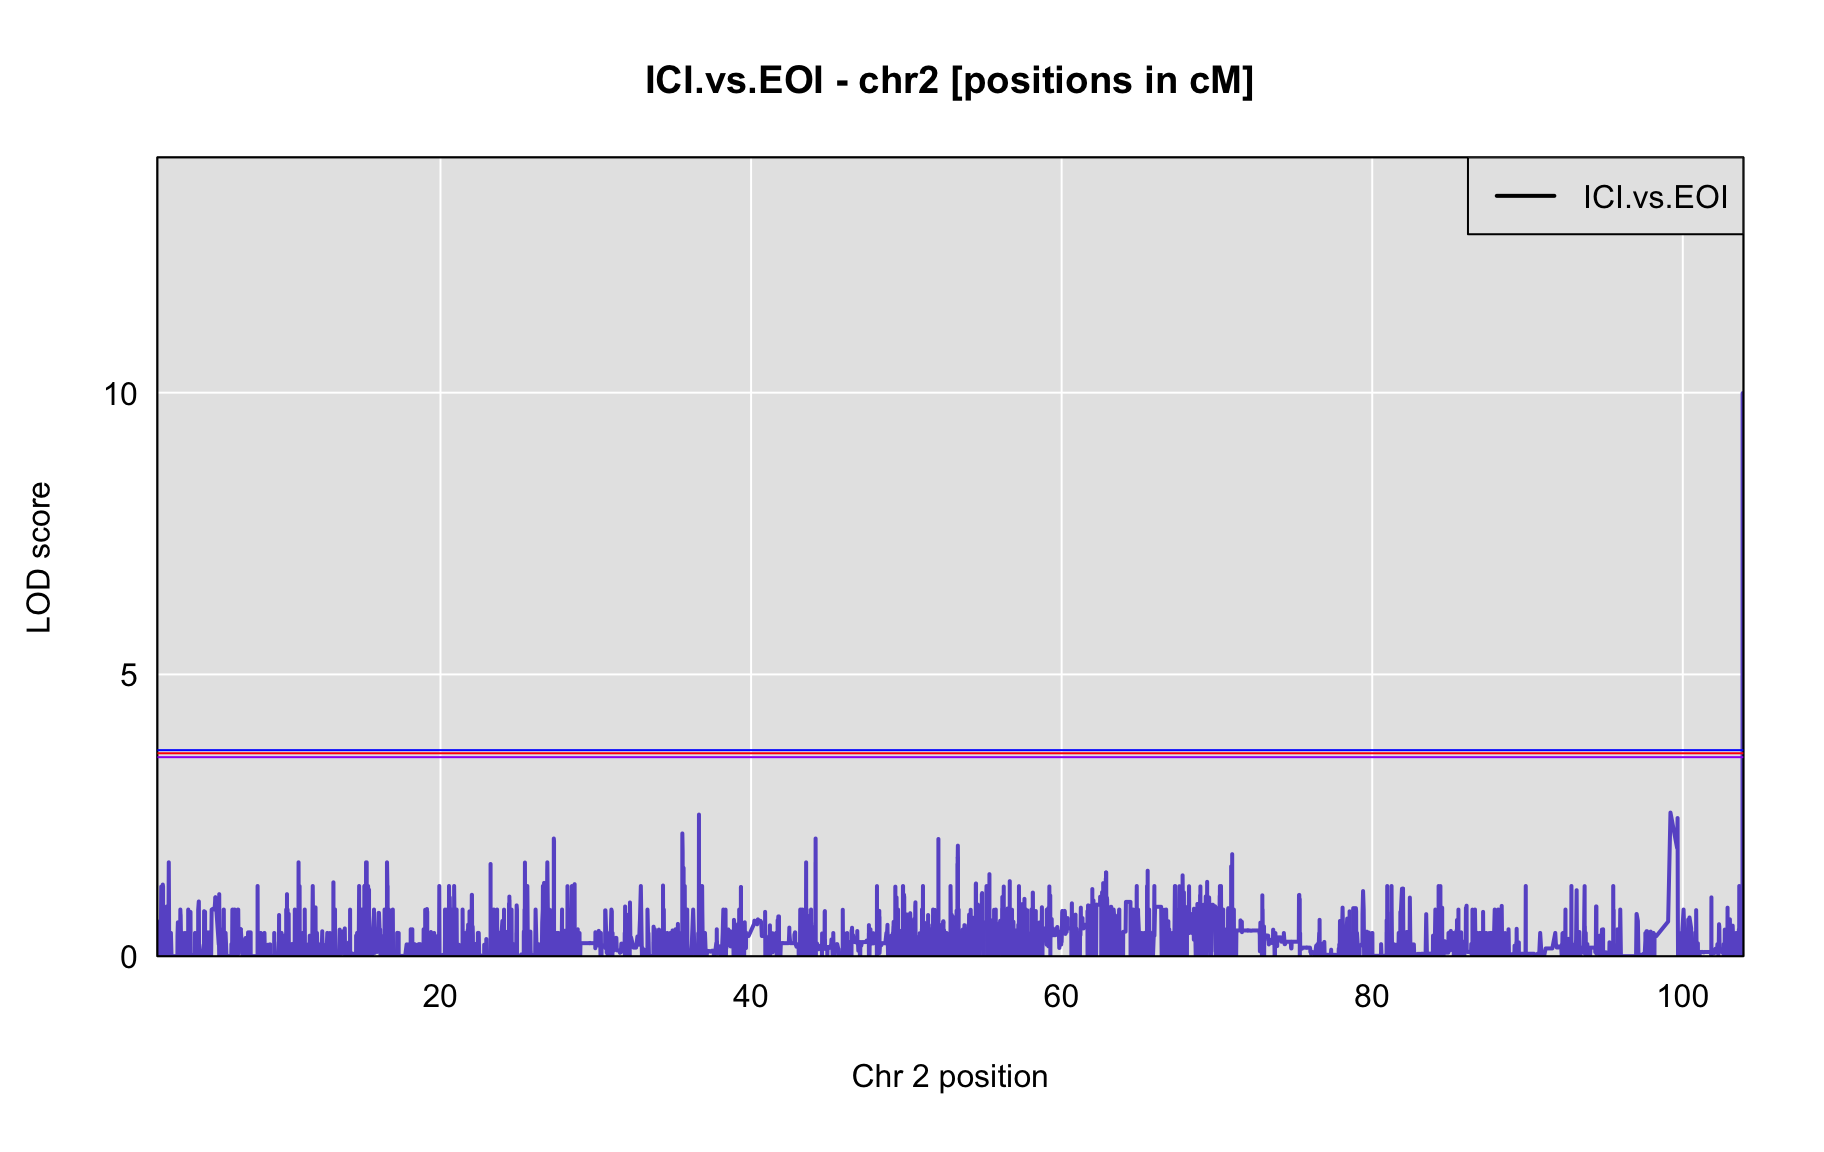 ICI.vs.EOI - chr2 [positions in cM]
ICI.vs.EOI
10
5
0
LOD score
20 40 60 80 100
Chr 2 position